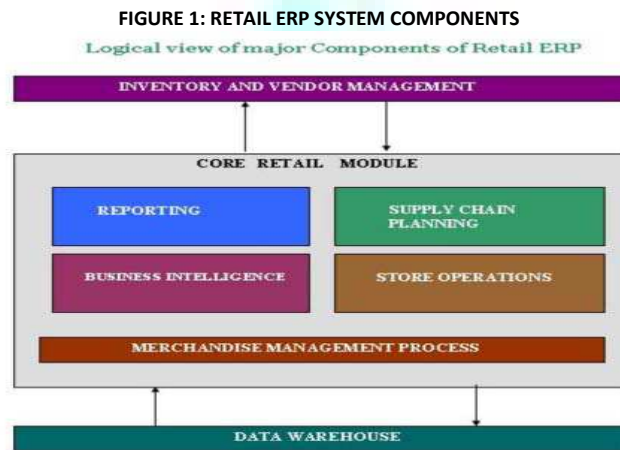 FIGURE 1: RETAIL ERP SYSTEM COMPONENTS
Logical view of major Components of Retail ERP
INVENTORY AND VENDOR MANAGEMENT
CORE RETAIL MODULE
REPORTING
SUPPLY CHAIN
PLANNING
BUSINESS INTELLIGENCE
STORE OPERATIONS
MERCHANDISE MANAGEMENT PROCESS
DATA WAREHOUSE